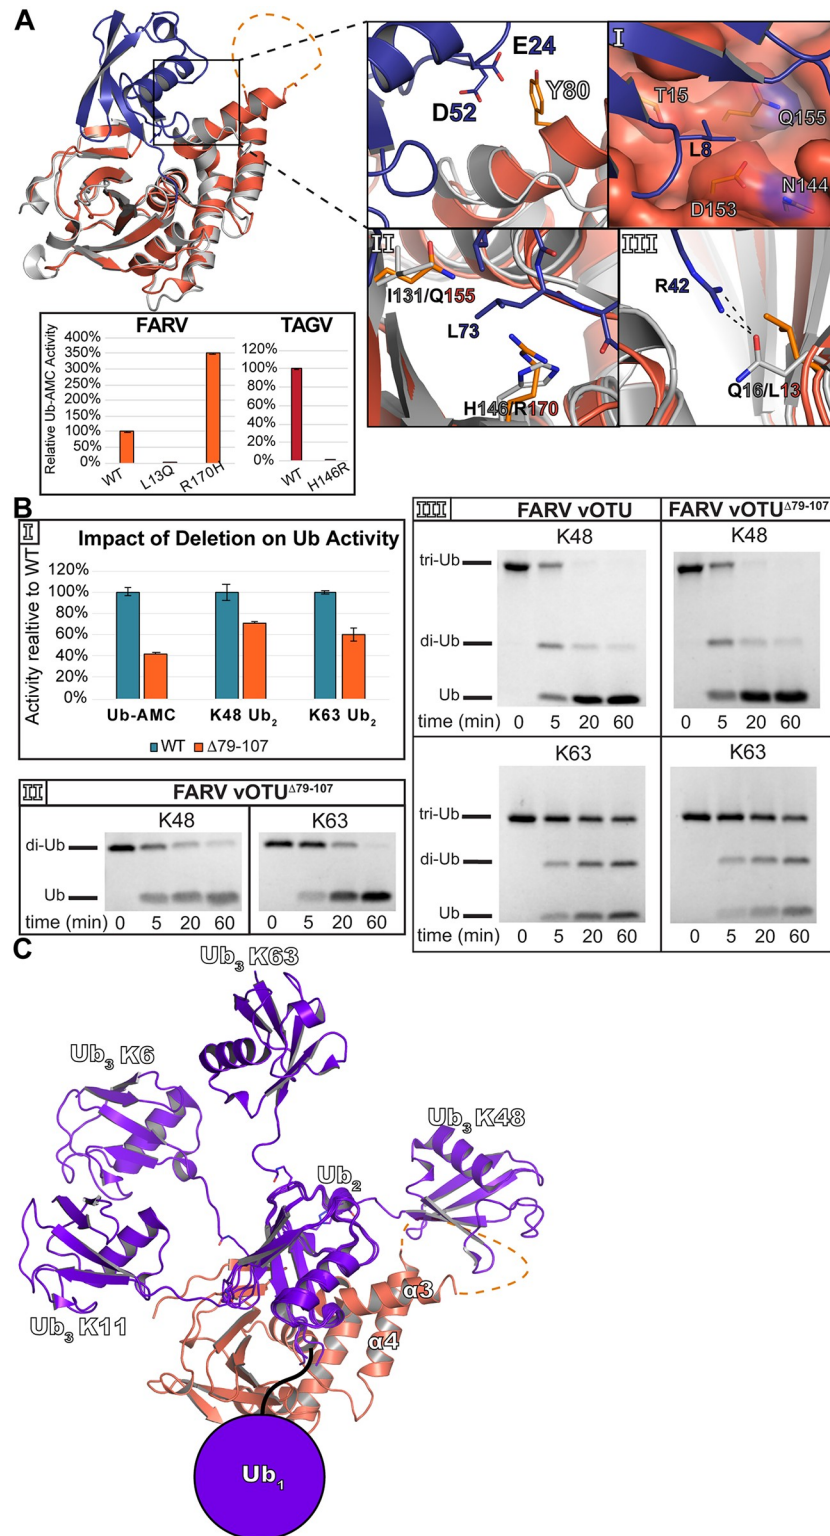 A
E24
D52
Y80
I
T15
Q155
L8
D153
N144
II
I131/Q155
L73
H146/R170
III
R42
Q16/L13
FARV
TAGV
Relative Ub-AMC Activity
400%
350%
300%
250%
200%
150%
100%
50%
0%
WT
L13Q
R170H
120%
100%
80%
60%
40%
20%
0%
WT
H146R
B
I
Impact of Deletion on Ub Activity
Activity realtive to WT
120%
100%
80%
60%
40%
20%
0%
Ub-AMC
K48 Ub2
K63 Ub2
WT
Δ79-107
II
FARV vOTUΔ79-107
K48
K63
di-Ub
Ub
time (min) 0 5 20 60 0 5 20 60
III
FARV vOTU
FARV vOTUΔ79-107
K48
K48
tri-Ub
di-Ub
Ub
time (min) 0 5 20 60 0 5 20 60
K63
K63
tri-Ub
di-Ub
Ub
time (min) 0 5 20 60 0 5 20 60
C
Ub3 K63
Ub3 K6
Ub3 K48
Ub2
Ub3 K11
α3
α4
Ub1